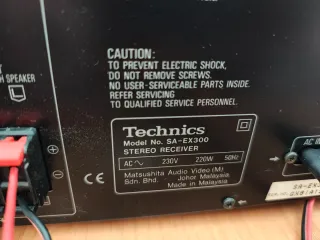 SPEAKER
L
CAUTION:
TO PREVENT ELECTRIC SHOCK,
DO NOT REMOVE SCREWS.
NO USER-SERVICEABLE PARTS INSIDE.
REFER SERVICING
TO QUALIFIED SERVICE PERSONNEL.
Technics
Model No. SA-EX300
STEREO RECEIVER
AC 230V 220W 50Hz
Matsushita Audio Video (M)
Sdn. Bhd. Johor Malaysia
Made in Malaysia
CE
AC